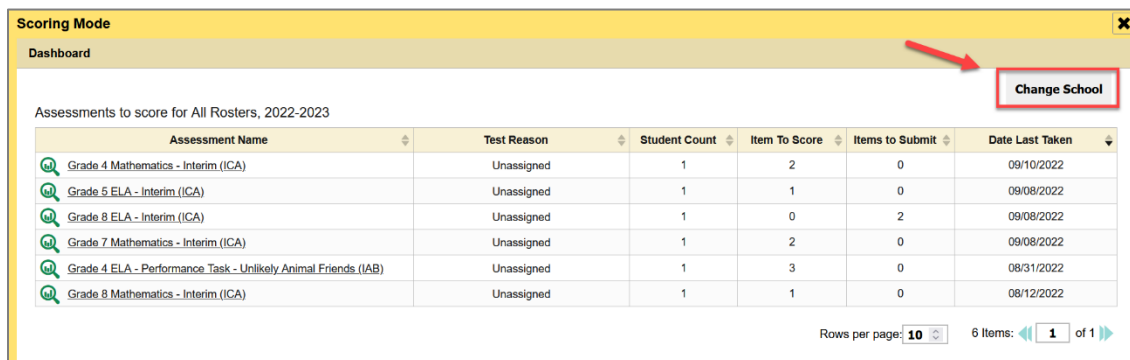 Scoring Mode
Dashboard
Change School
Assessments to score for All Rosters, 2022-2023
Assessment Name Test Reason Student Count Item To Score Items to Submit Date Last Taken
Grade 4 Mathematics - Interim (ICA) Unassigned 1 2 0 09/10/2022
Grade 5 ELA - Interim (ICA) Unassigned 1 1 0 09/08/2022
Grade 8 ELA - Interim (ICA) Unassigned 1 0 2 09/08/2022
Grade 7 Mathematics - Interim (ICA) Unassigned 1 2 0 09/08/2022
Grade 4 ELA - Performance Task - Unlikely Animal Friends (IAB) Unassigned 1 3 0 08/31/2022
Grade 8 Mathematics - Interim (ICA) Unassigned 1 1 0 08/12/2022
Rows per page: 10 6 Items: 1 of 1